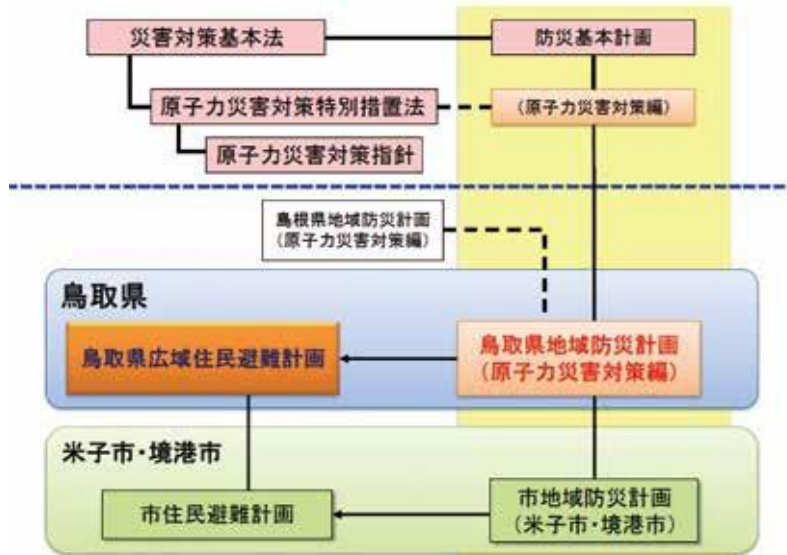 災害対策基本法
防災基本計画
原子力災害対策特別措置法
(原子力災害対策編)
原子力災害対策指針
島根県地域防災計画
(原子力災害対策編)
鳥取県
鳥取県広域住民避難計画
鳥取県地域防災計画
(原子力災害対策編)
米子市・境港市
市住民避難計画
市地域防災計画
(米子市・境港市)